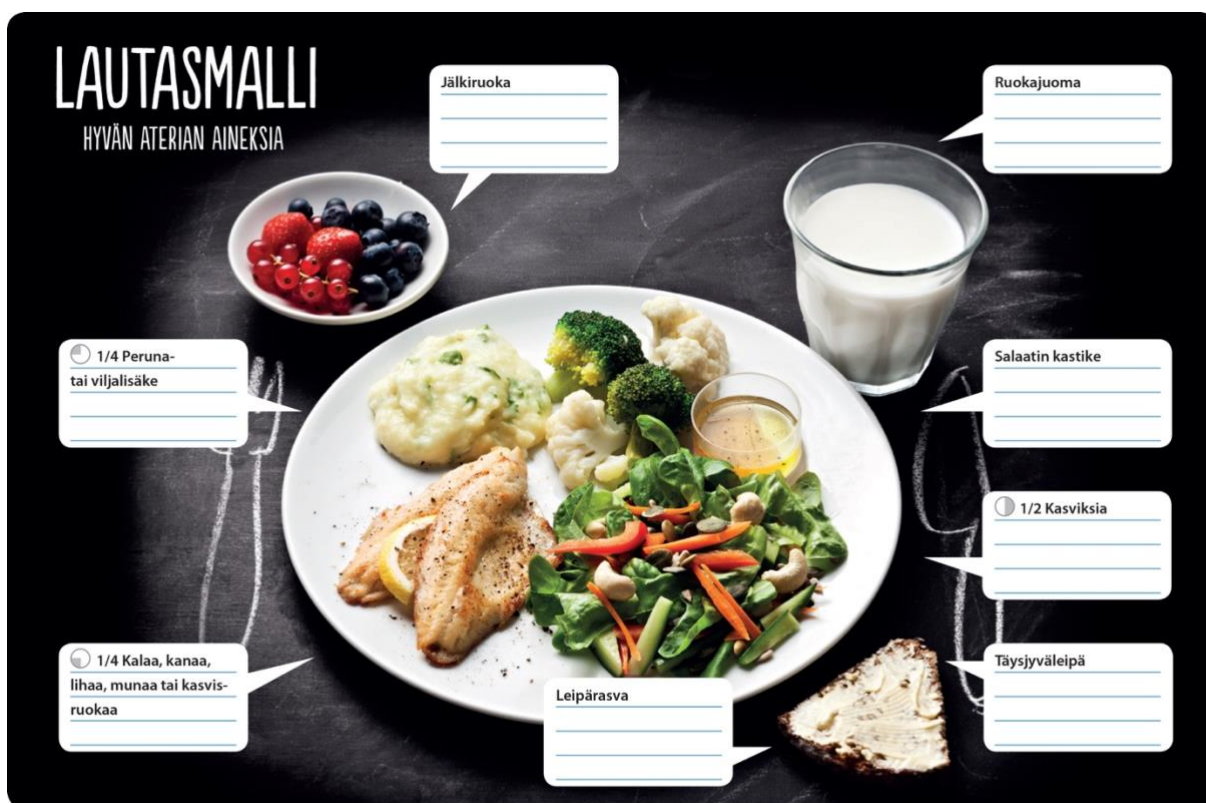 LAUTASMALLI
HYVÄN ATERIAN AINEKSIA
Jälkiruoka
Ruokajuoma
1/4 Peruna-
tai viljalisäke
Salaatin kastike
1/2 Kasviksia
1/4 Kalaa, kanaa,
lihaa, munaa tai kasvis-
ruokaa
Leipärasva
Täysjyväleipä